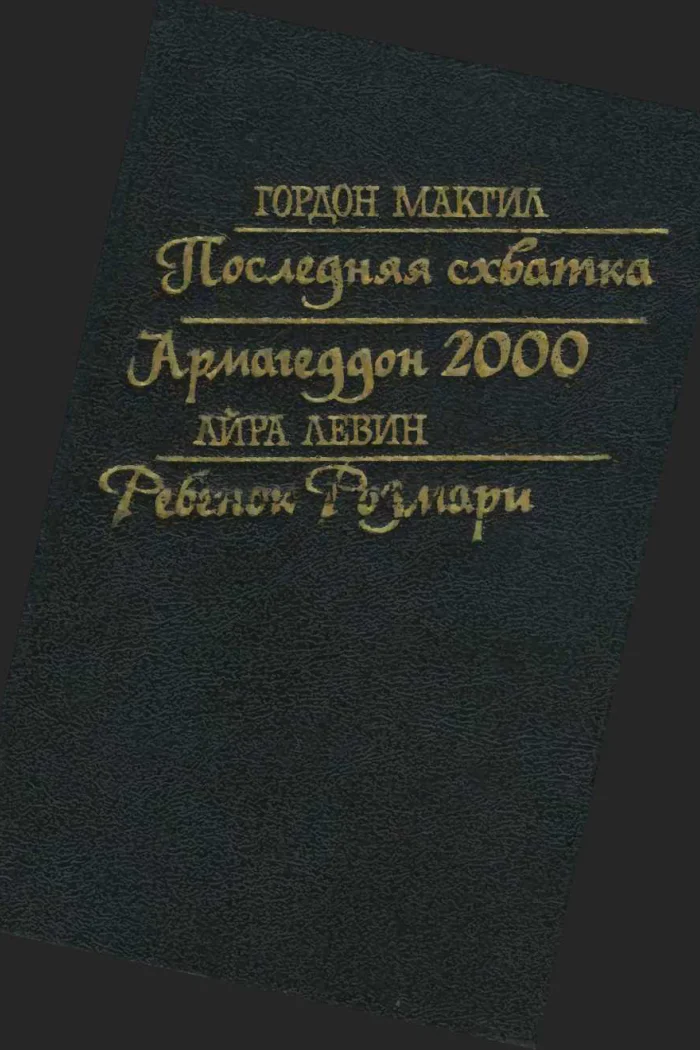 ГОРДОН МАКГИЛ
Последняя схватка
Армагеддон 2000
АЙРА ЛЕВИН
Ребенок Розмари